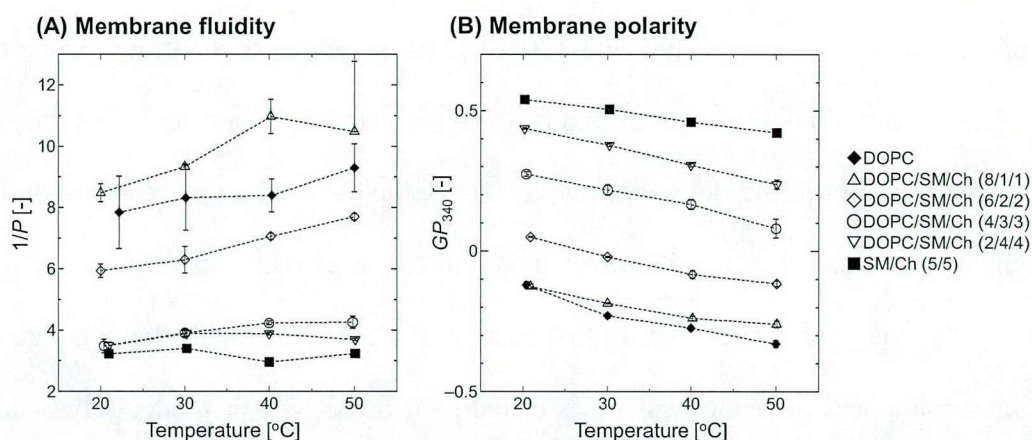 (A) Membrane fluidity
12
10
8
6
4
2
1/P [-]
20 30 40 50
Temperature [°C]
(B) Membrane polarity
0.5
0
–0.5
GP340 [-]
20 30 40 50
Temperature [°C]
DOPC
DOPC/SM/Ch (8/1/1)
DOPC/SM/Ch (6/2/2)
DOPC/SM/Ch (4/3/3)
DOPC/SM/Ch (2/4/4)
SM/Ch (5/5)